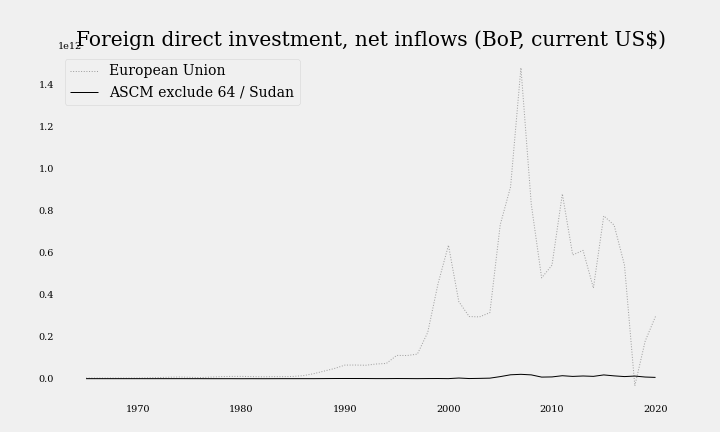 Foreign direct investment, net inflows (BoP, current US$)
1e12
European Union
ASCM exclude 64 / Sudan
1.4
1.2
1.0
0.8
0.6
0.4
0.2
0.0
1970 1980 1990 2000 2010 2020